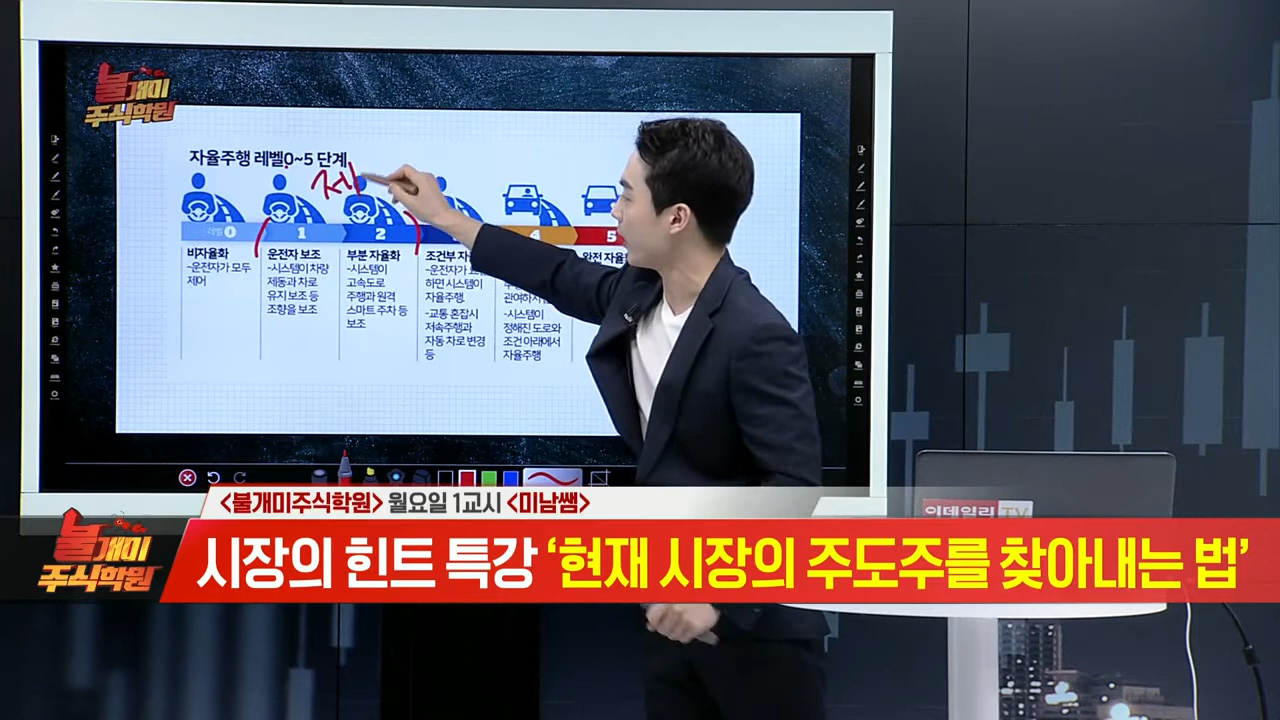 불개미
주식학원
자율주행 레벨0~5 단계
제
레벨 0
1
2
4
5
비자율화
-운전자가 모두
제어
운전자 보조
-시스템이 차량
제동과 차로
유지 보조 등
조향을 보조
부분 자율화
-시스템이
고속도로
주행과 원격
스마트 주차 등
보조
조건부
-운전자가
하면 시스템이
자율주행.
-교통 혼잡시
저속주행과
자동 차로 변경
등
-시스템이
정해진 도로와
조건 아래에서
자율주행
완전
이데일리 TV
<불개미주식학원> 월요일 1교시 <미남쌤>
불개미
주식학원
시장의 힌트 특강 ‘현재 시장의 주도주를 찾아내는 법’